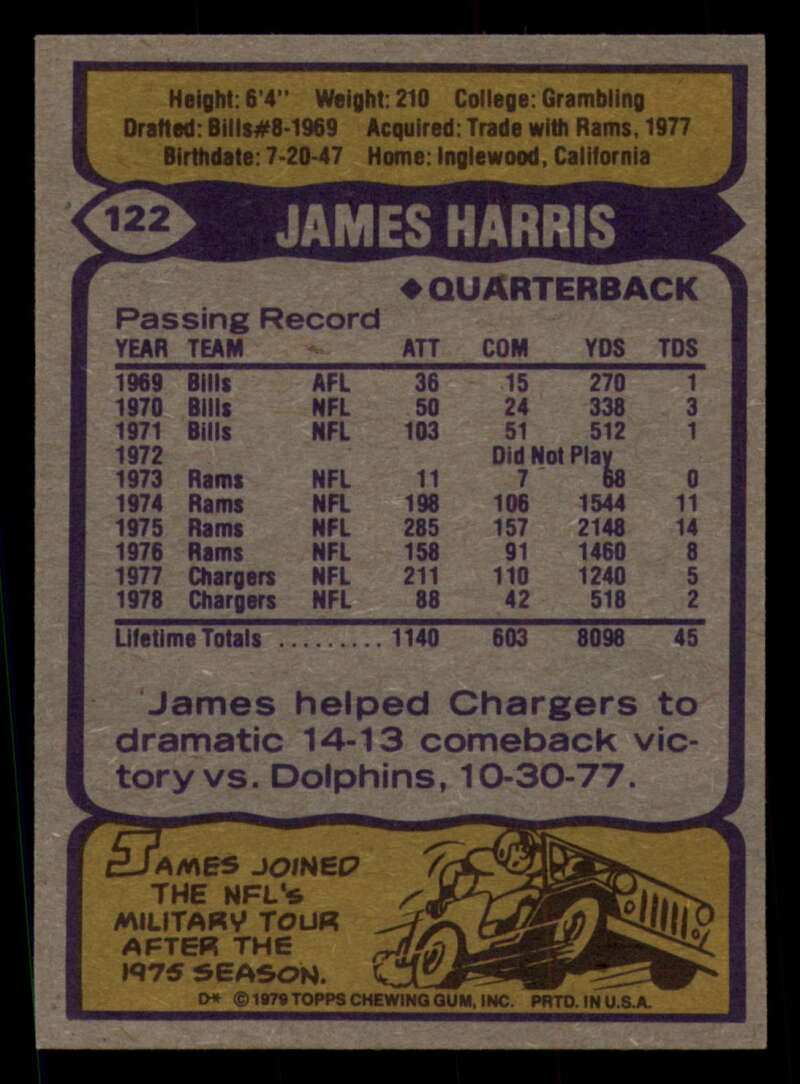 Height: 6'4" Weight: 210 College: Grambling
Drafted: Bills#8-1969 Acquired: Trade with Rams, 1977
Birthdate: 7-20-47 Home: Inglewood, California
122 JAMES HARRIS
◆QUARTERBACK
Passing Record
YEAR TEAM ATT COM YDS TDS
1969 Bills AFL 36 15 270 1
1970 Bills NFL 50 24 338 3
1971 Bills NFL 103 51 512 1
1972 Did Not Play
1973 Rams NFL 11 7 68 0
1974 Rams NFL 198 106 1544 11
1975 Rams NFL 285 157 2148 14
1976 Rams NFL 158 91 1460 8
1977 Chargers NFL 211 110 1240 5
1978 Chargers NFL 88 42 518 2
Lifetime Totals .......... 1140 603 8098 45
James helped Chargers to
dramatic 14-13 comeback vic-
tory vs. Dolphins, 10-30-77.
JAMES JOINED
THE NFL'S
MILITARY TOUR
AFTER THE
1975 SEASON.
D* © 1979 TOPPS CHEWING GUM, INC. PRTD. IN U.S.A.